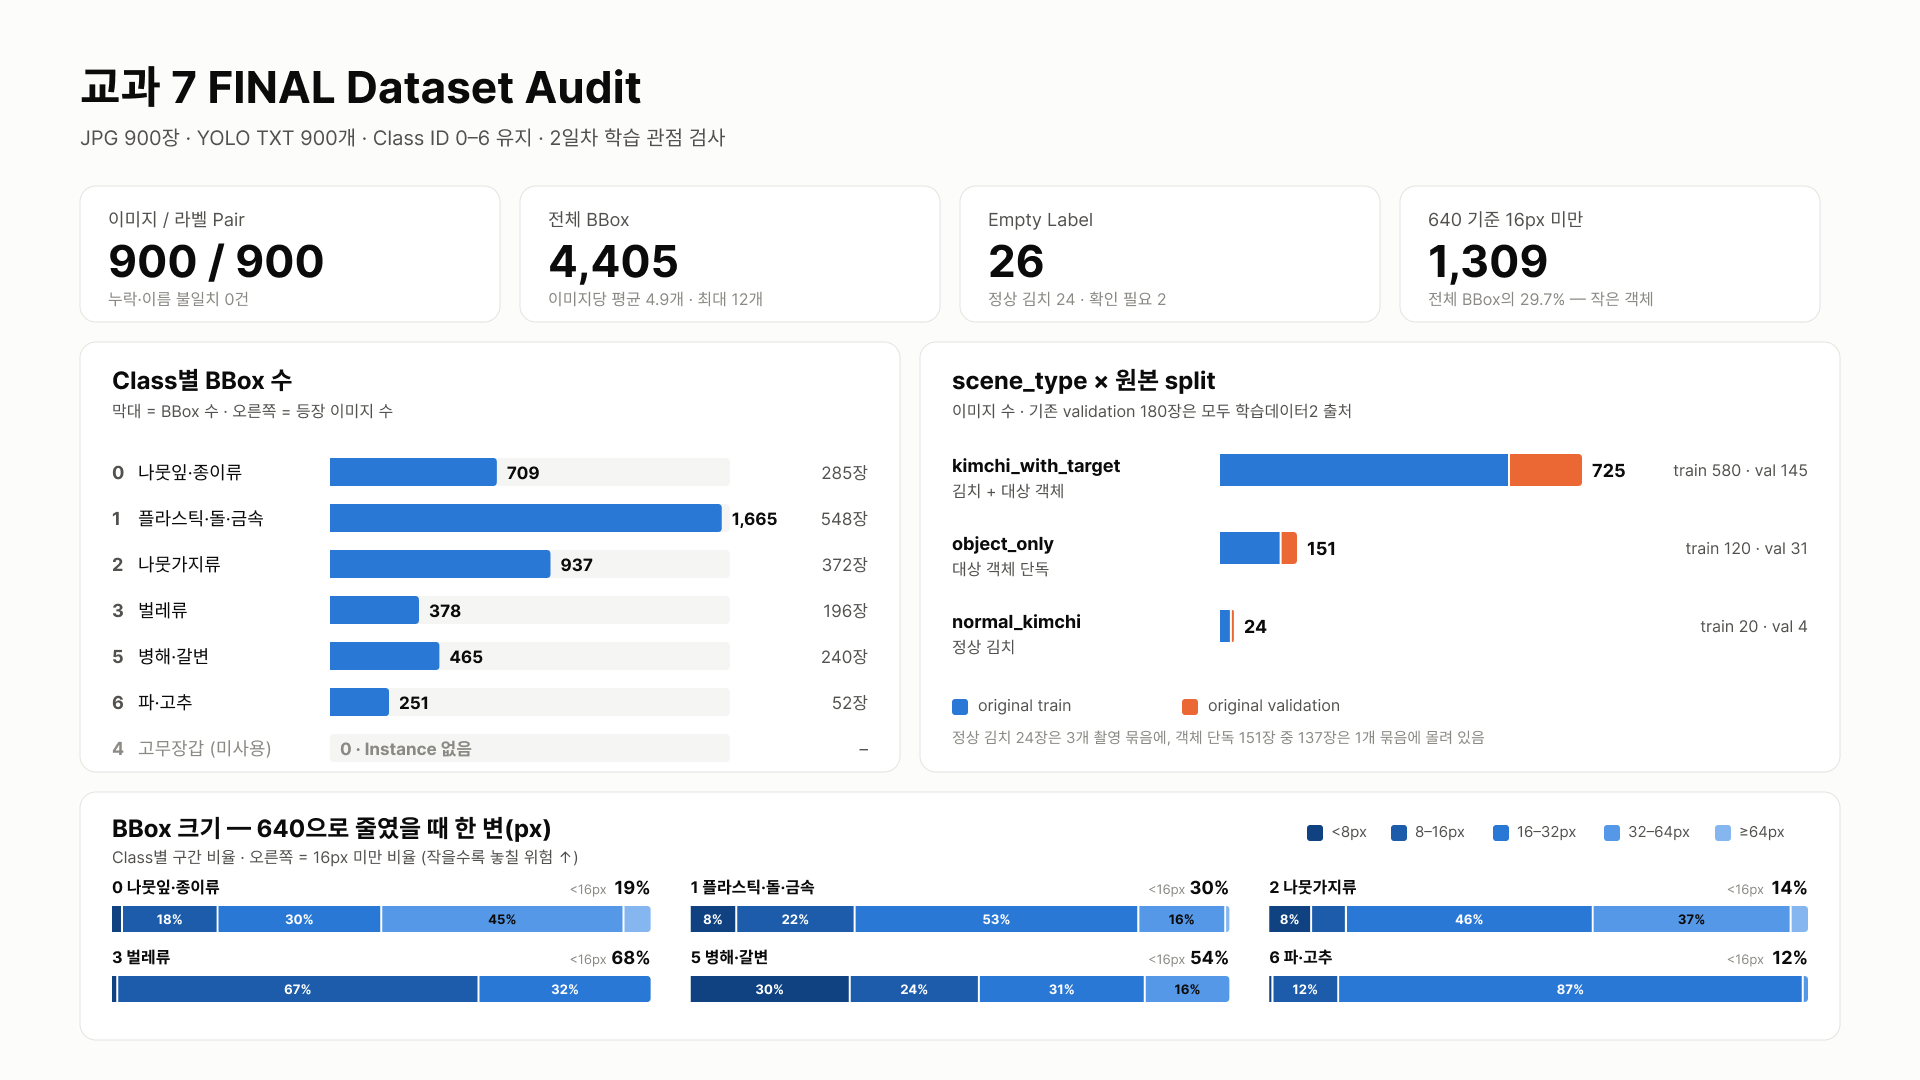 교과 7 FINAL Dataset Audit
JPG 900장 · YOLO TXT 900개 · Class ID 0–6 유지 · 2일차 학습 관점 검사
이미지 / 라벨 Pair
900 / 900
누락·이름 불일치 0건
전체 BBox
4,405
이미지당 평균 4.9개 · 최대 12개
Empty Label
26
정상 김치 24 · 확인 필요 2
640 기준 16px 미만
1,309
전체 BBox의 29.7% — 작은 객체
Class별 BBox 수
막대 = BBox 수 · 오른쪽 = 등장 이미지 수
0 나뭇잎·종이류 709 285장
1 플라스틱·돌·금속 1,665 548장
2 나뭇가지류 937 372장
3 벌레류 378 196장
5 병해·갈변 465 240장
6 파·고추 251 52장
4 고무장갑 (미사용) 0 · Instance 없음 –
scene_type × 원본 split
이미지 수 · 기존 validation 180장은 모두 학습데이터2 출처
kimchi_with_target 725 train 580 · val 145
김치 + 대상 객체
object_only 151 train 120 · val 31
대상 객체 단독
normal_kimchi 24 train 20 · val 4
정상 김치
original train original validation
정상 김치 24장은 3개 촬영 묶음에, 객체 단독 151장 중 137장은 1개 묶음에 몰려 있음
BBox 크기 — 640으로 줄였을 때 한 변(px)
Class별 구간 비율 · 오른쪽 = 16px 미만 비율 (작을수록 놓칠 위험 ↑)
<8px 8–16px 16–32px 32–64px ≥64px
0 나뭇잎·종이류 <16px 19%
18% 30% 45%
1 플라스틱·돌·금속 <16px 30%
8% 22% 53% 16%
2 나뭇가지류 <16px 14%
8% 46% 37%
3 벌레류 <16px 68%
67% 32%
5 병해·갈변 <16px 54%
30% 24% 31% 16%
6 파·고추 <16px 12%
12% 87%